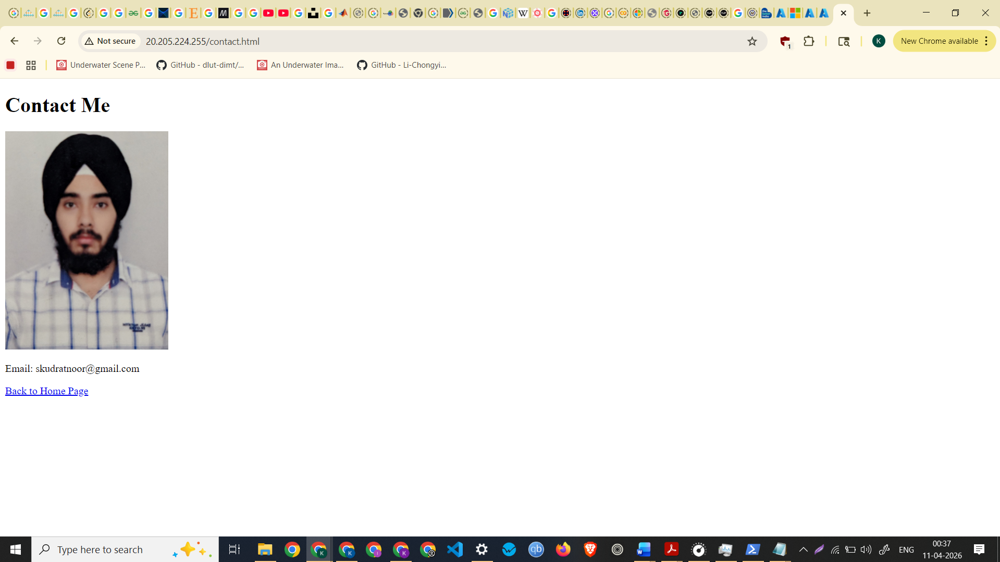 Not secure
20.205.224.255/contact.html
1
K
New Chrome available
Underwater Scene P...
GitHub - dlut-dimt/...
An Underwater Ima...
GitHub - Li-Chongyi...
Contact Me
Email: skudratnoor@gmail.com
Back to Home Page
Type here to search
ENG
00:37
11-04-2026